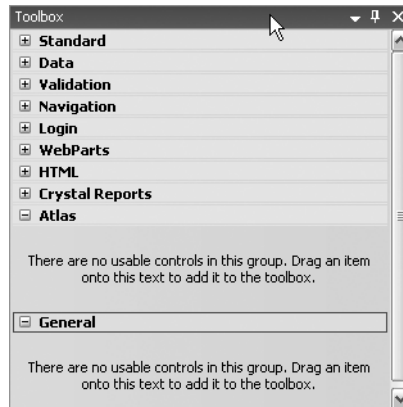 Toolbox
Standard
Data
Validation
Navigation
Login
WebParts
HTML
Crystal Reports
Atlas
There are no usable controls in this group. Drag an item
onto this text to add it to the toolbox.
General
There are no usable controls in this group. Drag an item
onto this text to add it to the toolbox.